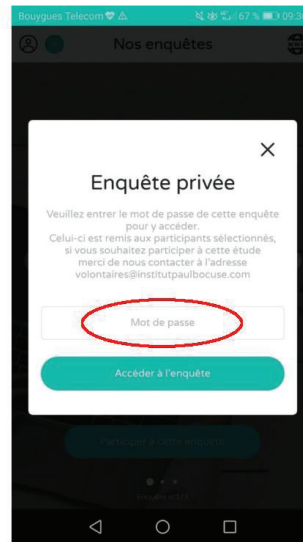 Bouygues Telecom 67 % 09:36
Nos enquêtes
Enquête privée
Veuillez entrer le mot de passe de cette enquête
pour y accéder.
Celui-ci est remis aux participants sélectionnés,
si vous souhaitez participer à cette étude
merci de nous contacter à l'adresse
volontaires@institutpaulbocuse.com
Mot de passe
Accéder à l'enquête
Participer à cette enquête